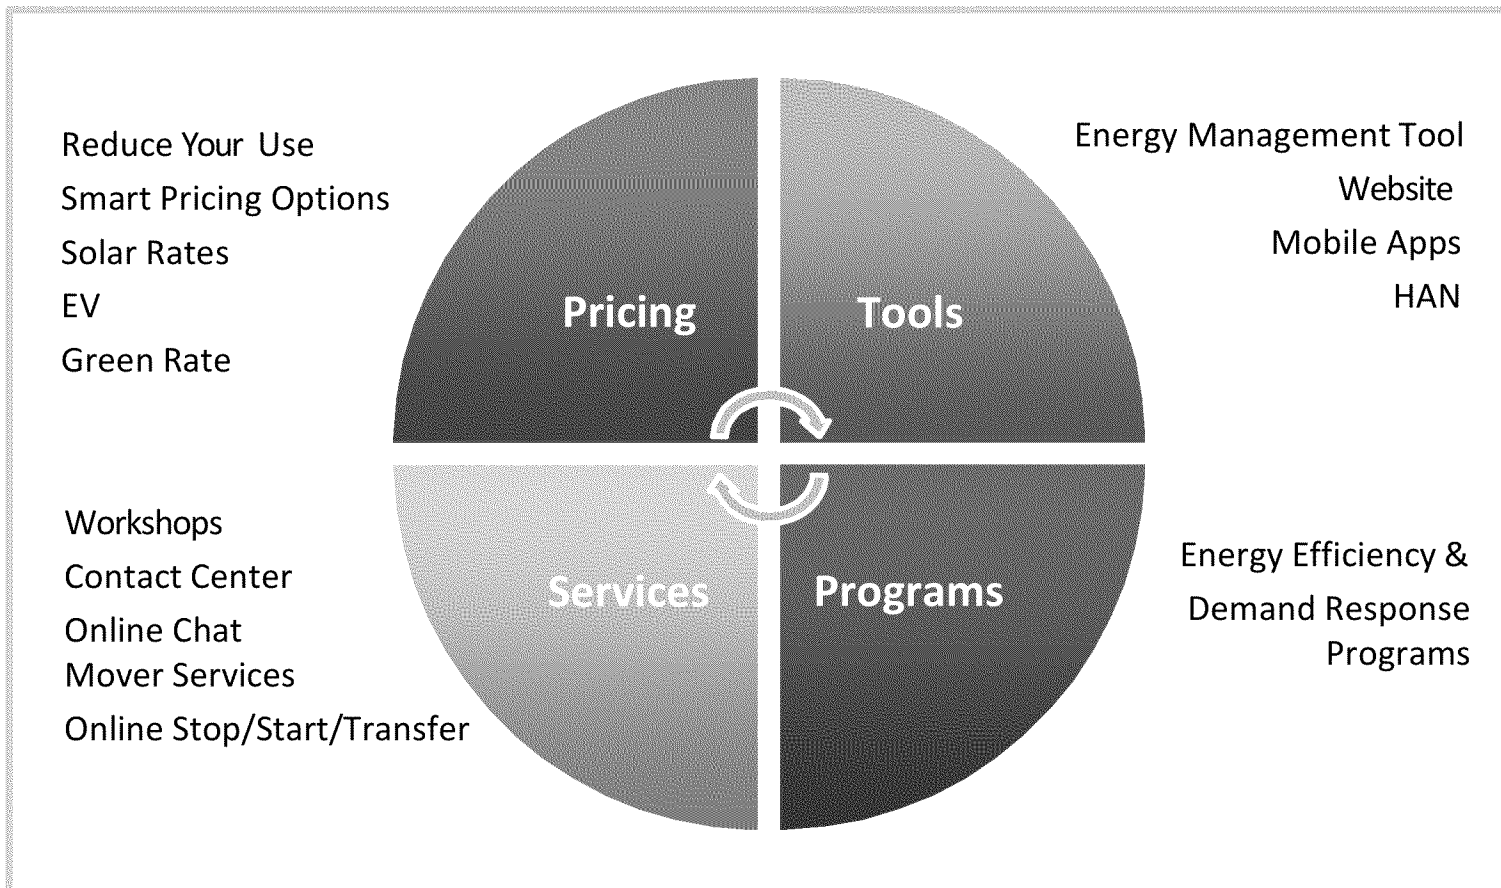 Reduce Your Use
Smart Pricing Options
Solar Rates
EV
Green Rate
Pricing
Tools
Energy Management Tool
Website
Mobile Apps
HAN
Workshops
Contact Center
Online Chat
Mover Services
Online Stop/Start/Transfer
Services
Programs
Energy Efficiency &
Demand Response
Programs